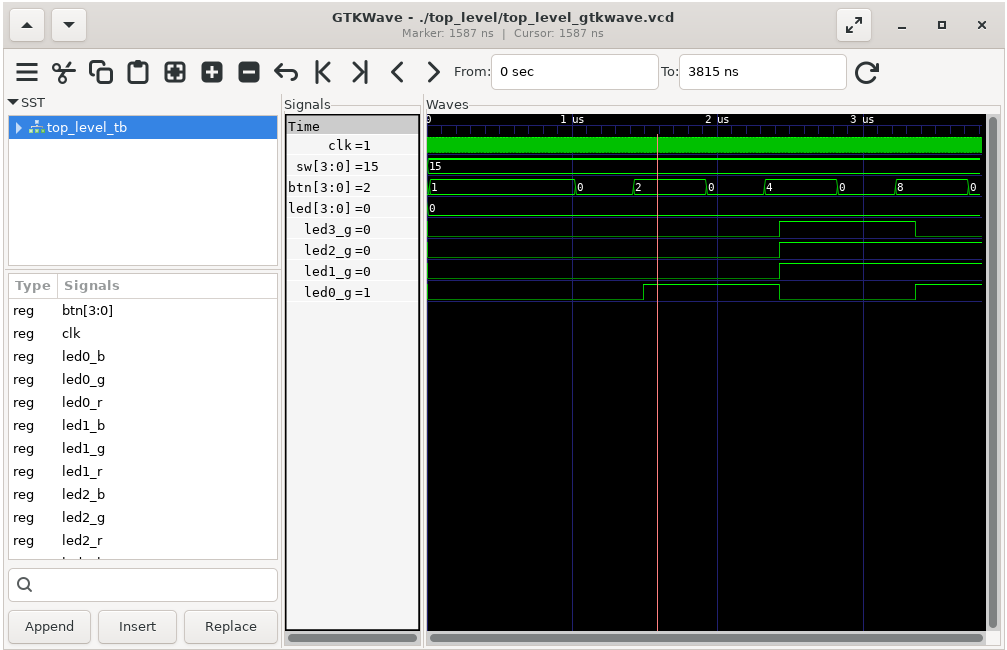 GTKWave - ./top_level/top_level_gtkwave.vcd
Marker: 1587 ns | Cursor: 1587 ns
From: 0 sec To: 3815 ns
SST
top_level_tb
Type Signals
reg btn[3:0]
reg clk
reg led0_b
reg led0_g
reg led0_r
reg led1_b
reg led1_g
reg led1_r
reg led2_b
reg led2_g
reg led2_r
Append Insert Replace
Signals
Time
clk=1
sw[3:0]=15
btn[3:0]=2
led[3:0]=0
led3_g=0
led2_g=0
led1_g=0
led0_g=1
Waves
0 1 us 2 us 3 us
15
1 0 2 0 4 0 8 0
0